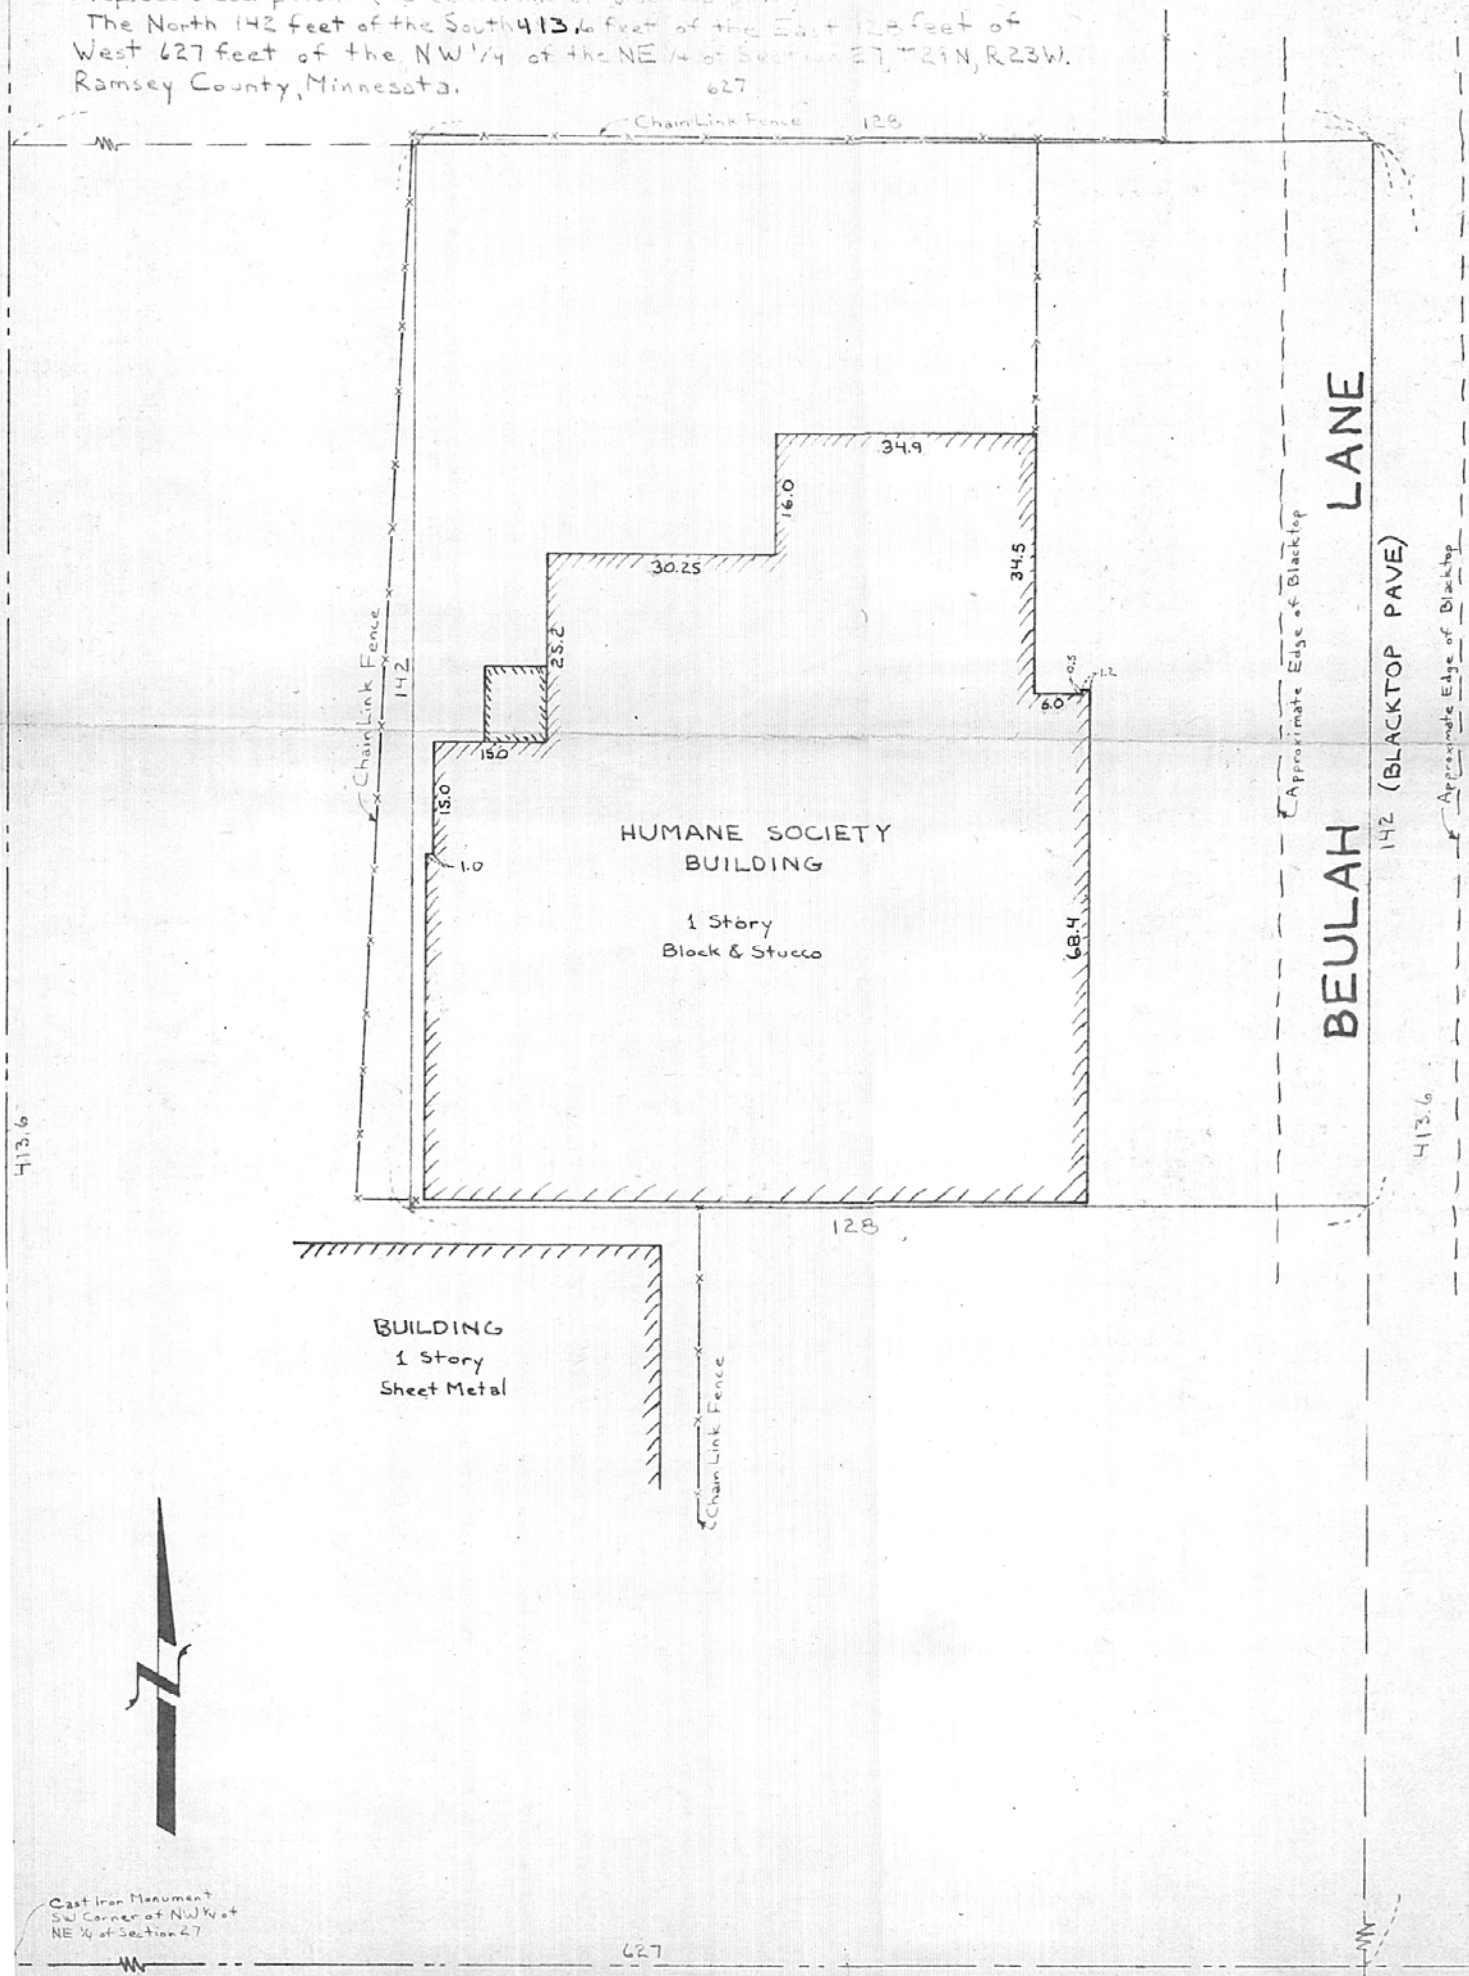 The North 142 feet of the South 413.6 feet of the East 128 feet of
West 627 feet of the NW 1/4 of the NE 1/4 of Section 27, T29N, R23W.
Ramsey County, Minnesota.
627
Chain Link Fence
128
34.9
16.0
30.25
34.5
25.2
0.5
1.2
6.0
15.0
15.0
1.0
Chain Link Fence
142
HUMANE SOCIETY
BUILDING
1 Story
Block & Stucco
68.4
Approximate Edge of Blacktop
BEULAH LANE
142 (BLACKTOP PAVE)
Approximate Edge of Blacktop
413.6
413.6
128
BUILDING
1 Story
Sheet Metal
Chain Link Fence
Cast Iron Monument
SW Corner of NW 1/4 of
NE 1/4 of Section 27
627